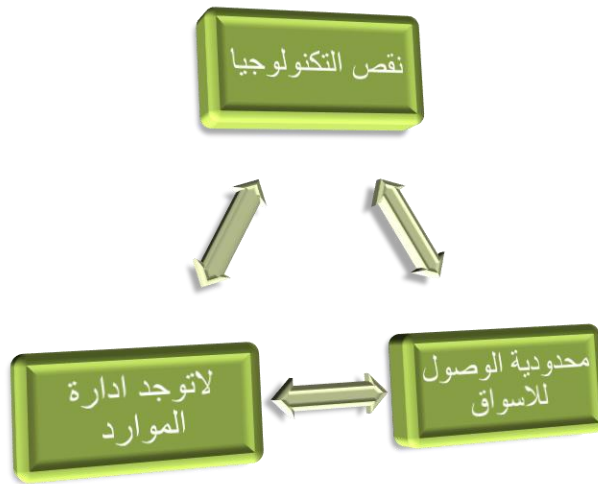 نقص التكنولوجيا
محدودية الوصول
للاسواق
لاتوجد ادارة
الموارد